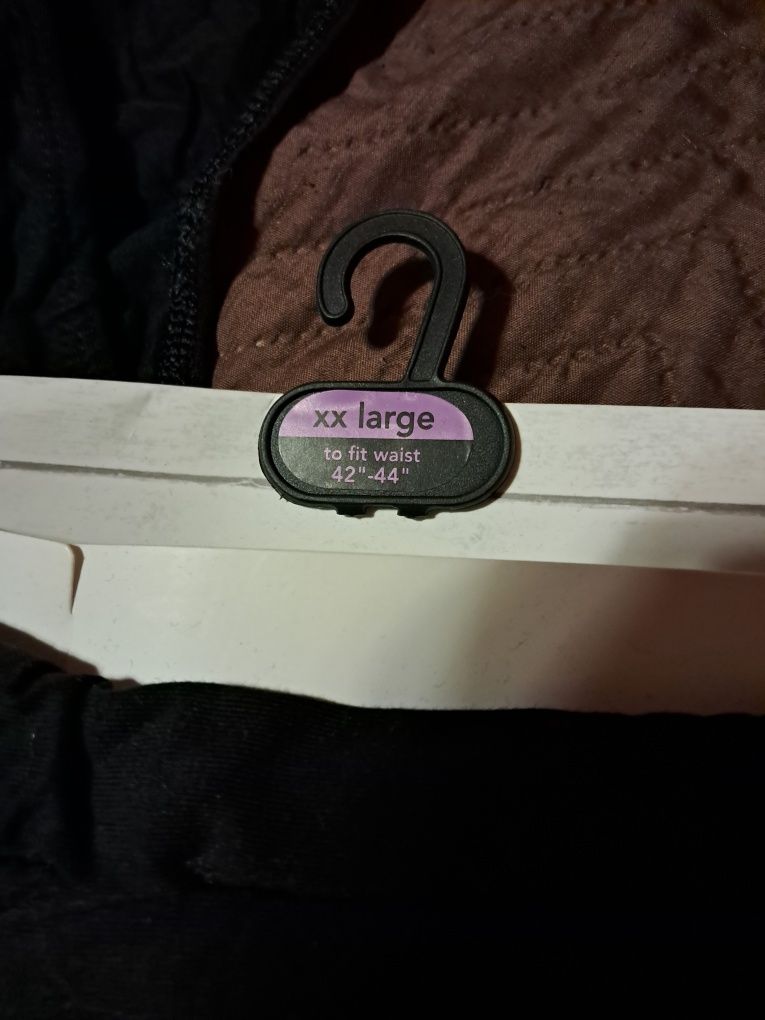 xx large
to fit waist
42"-44"